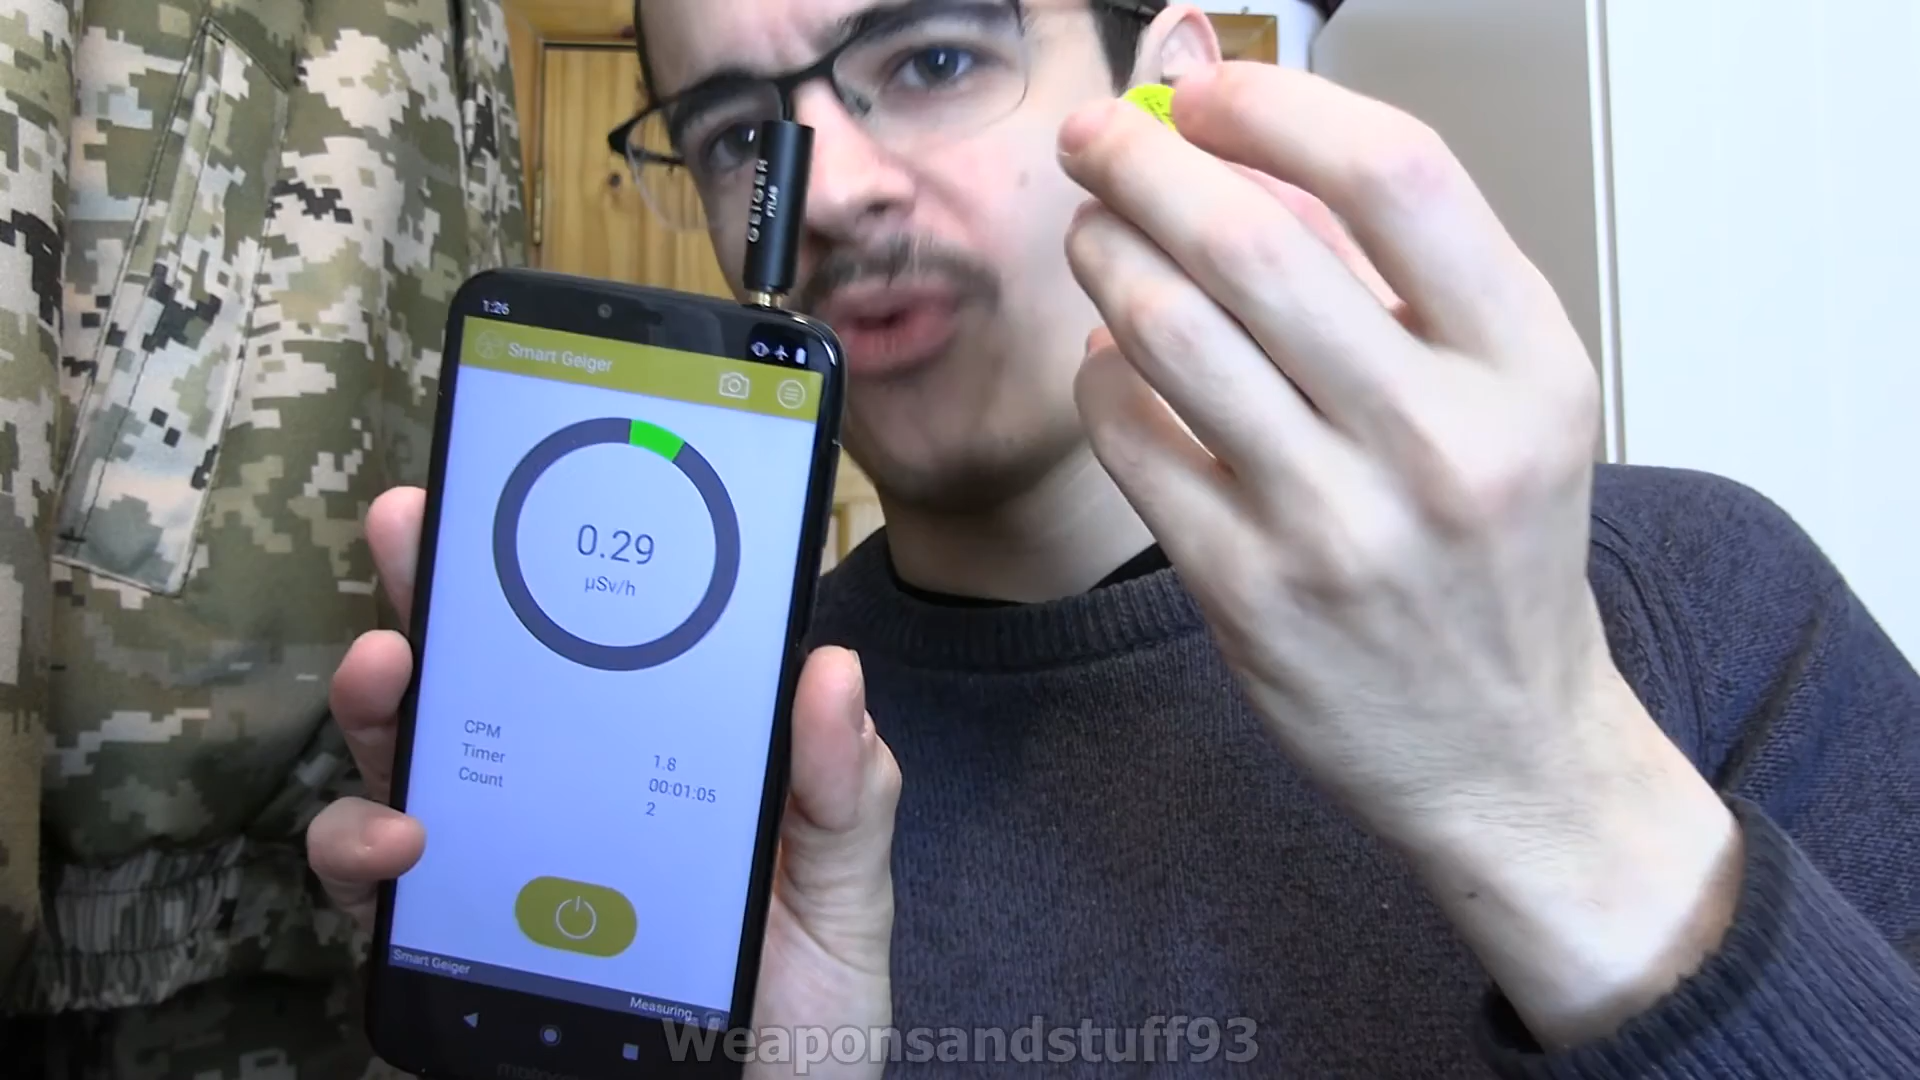 GEIGER
FTLAB
1:26
Smart Geiger
0.29
µSv/h
CPM
1.8
Timer
00:01:05
Count
2
Smart Geiger
Measuring
Weaponsandstuff93